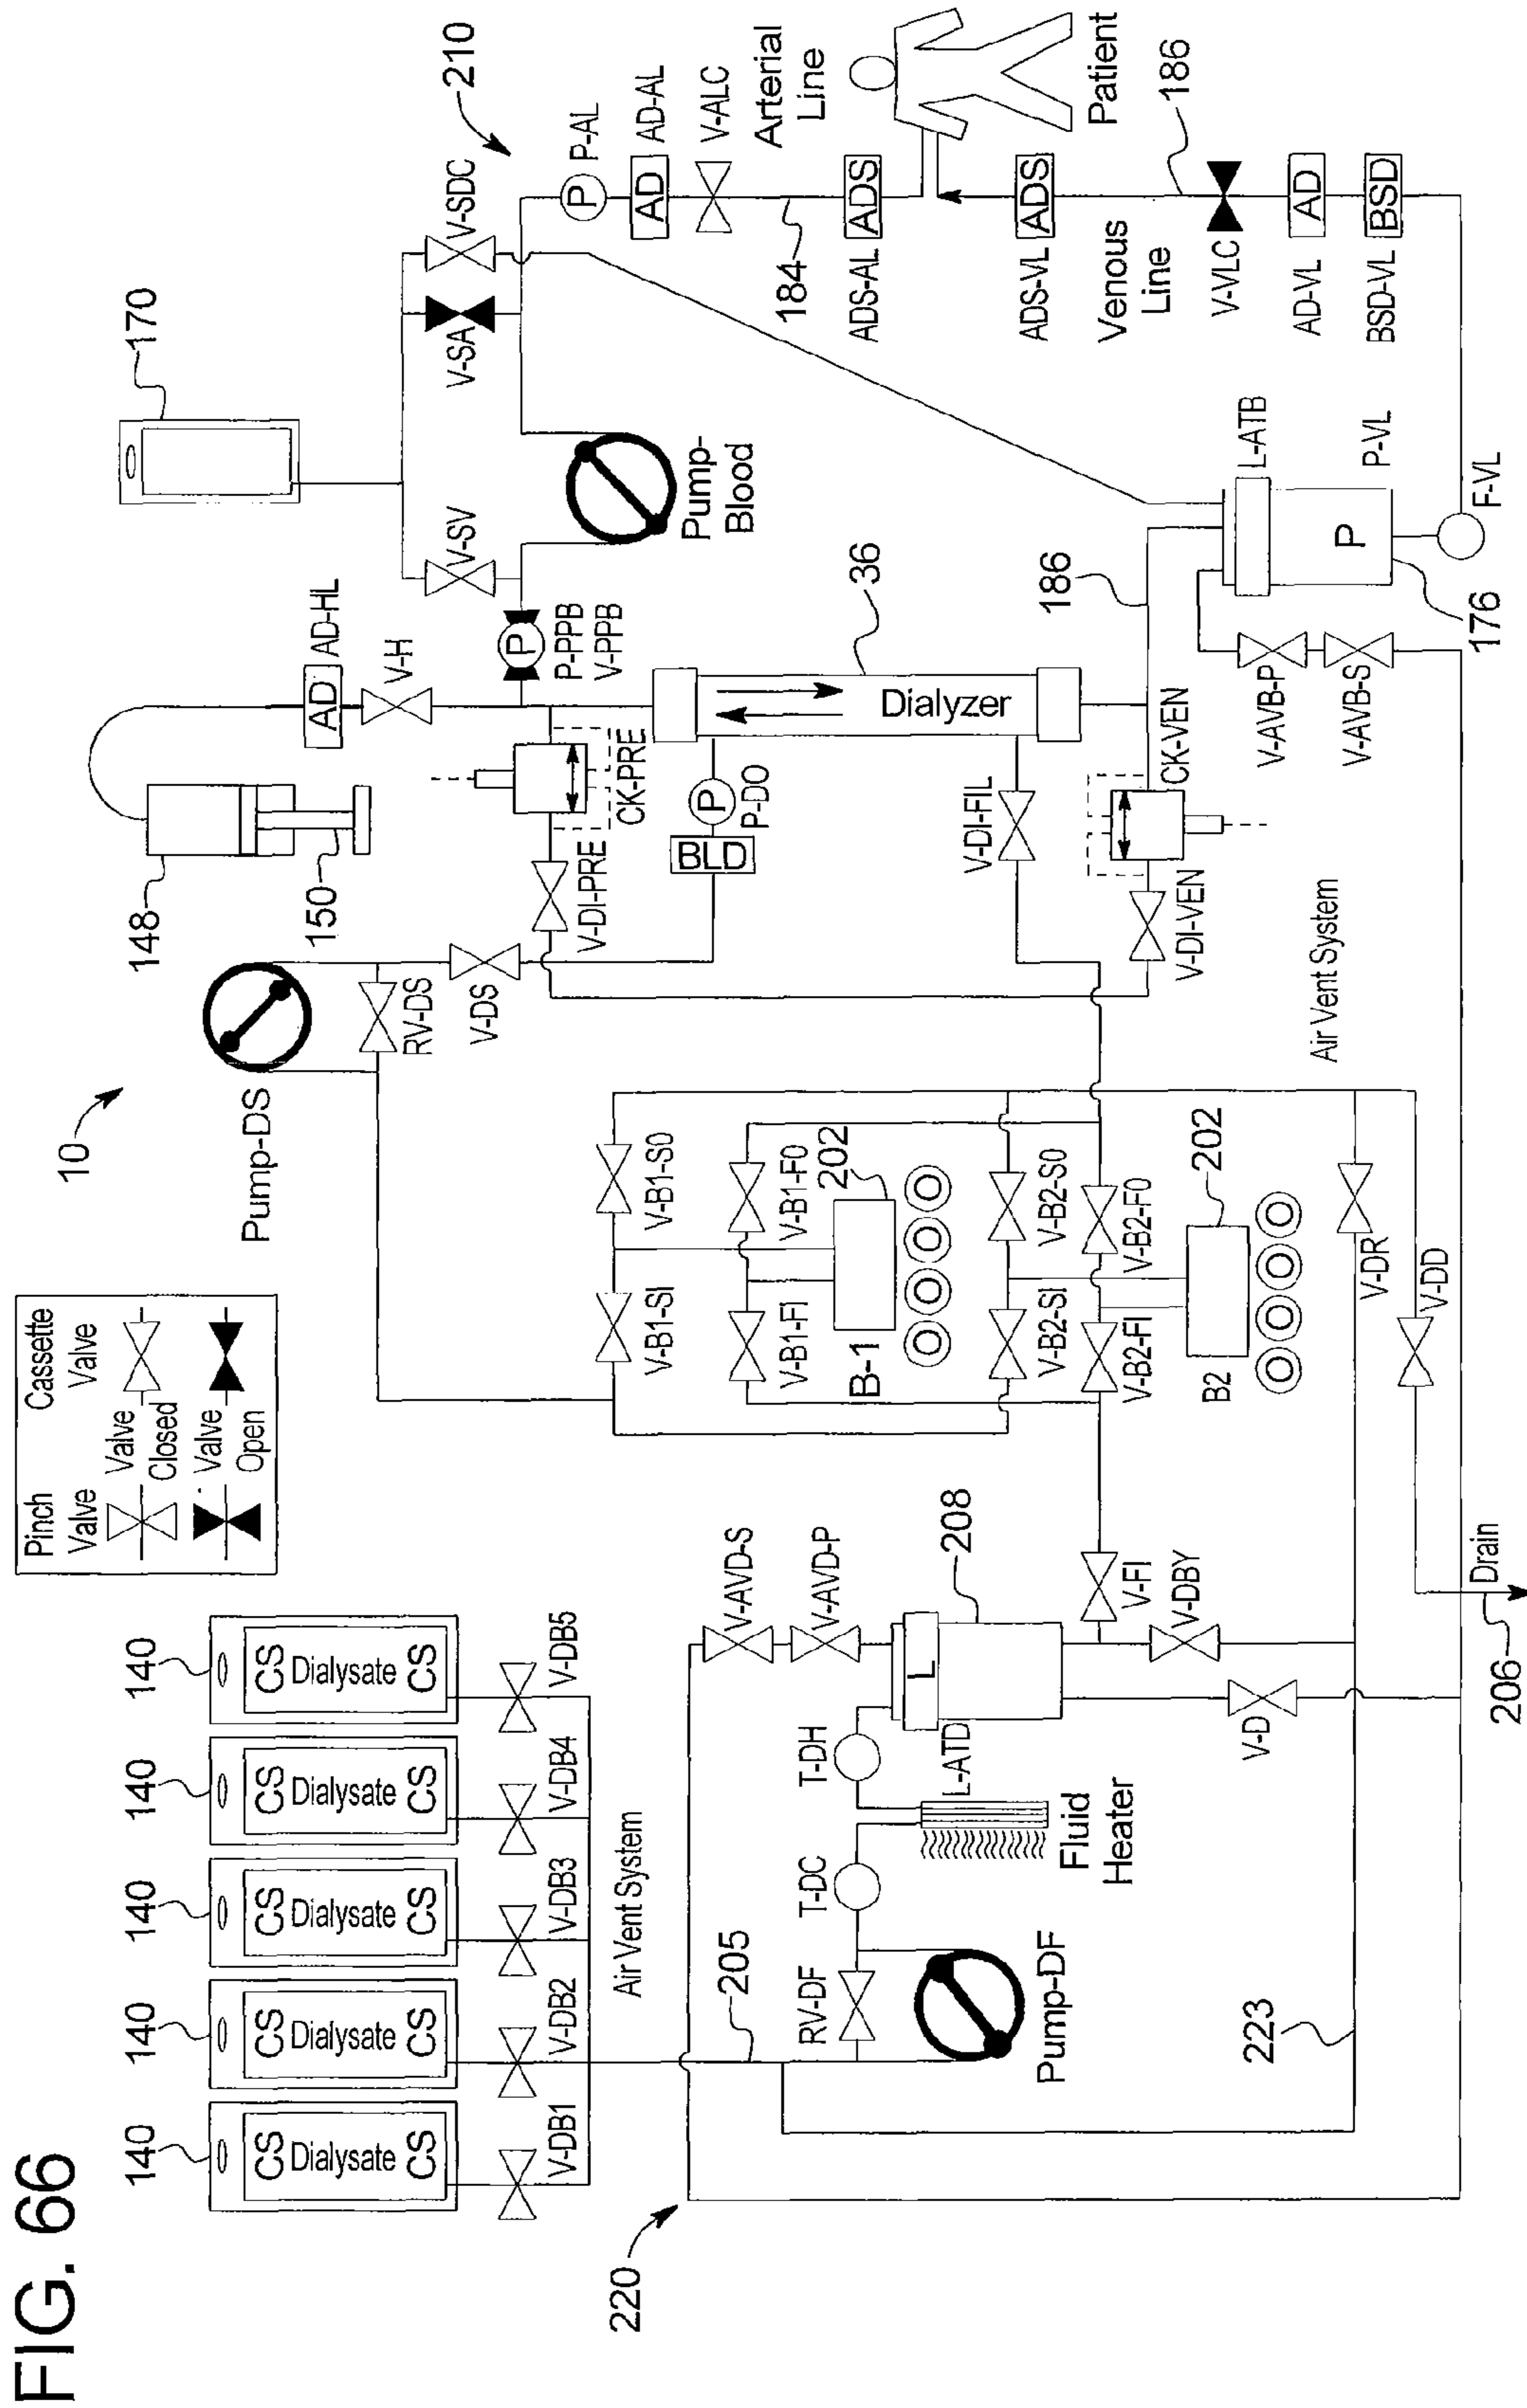 FIG. 66
10
Pinch Valve
Cassette Valve
Valve Closed
Valve Open
140
140
140
140
140
CS
Dialysate
CS
CS
Dialysate
CS
CS
Dialysate
CS
CS
Dialysate
CS
CS
Dialysate
CS
V-DB1
V-DB2
V-DB3
V-DB4
V-DB5
Air Vent System
220
205
RV-DF
Pump-DF
T-DC
T-DH
Fluid
Heater
L-ATD
L
208
V-AVD-S
V-AVD-P
V-FI
V-DBY
V-D
223
206
Drain
V-DR
V-DD
Pump-DS
RV-DS
V-DS
V-B1-SI
V-B1-S0
V-B1-FI
V-B1-F0
B-1
202
V-B2-SI
V-B2-S0
V-B2-FI
V-B2-F0
B2
202
148
150
AD
AD-HL
V-H
V-DI-PRE
CK-PRE
BLD
P
P-DO
V-DI-FIL
V-DI-VEN
CK-VEN
Air Vent System
Dialyzer
36
P
P-PPB
V-PPB
170
V-SV
V-SA
V-SDC
Pump-
Blood
210
P
P-AL
AD
AD-AL
V-ALC
Arterial
Line
184
ADS
ADS-AL
Patient
ADS
ADS-VL
Venous
Line
186
V-VLC
AD
AD-VL
BSD
BSD-VL
186
L-ATB
P
P-VL
F-VL
176
V-AVB-P
V-AVB-S